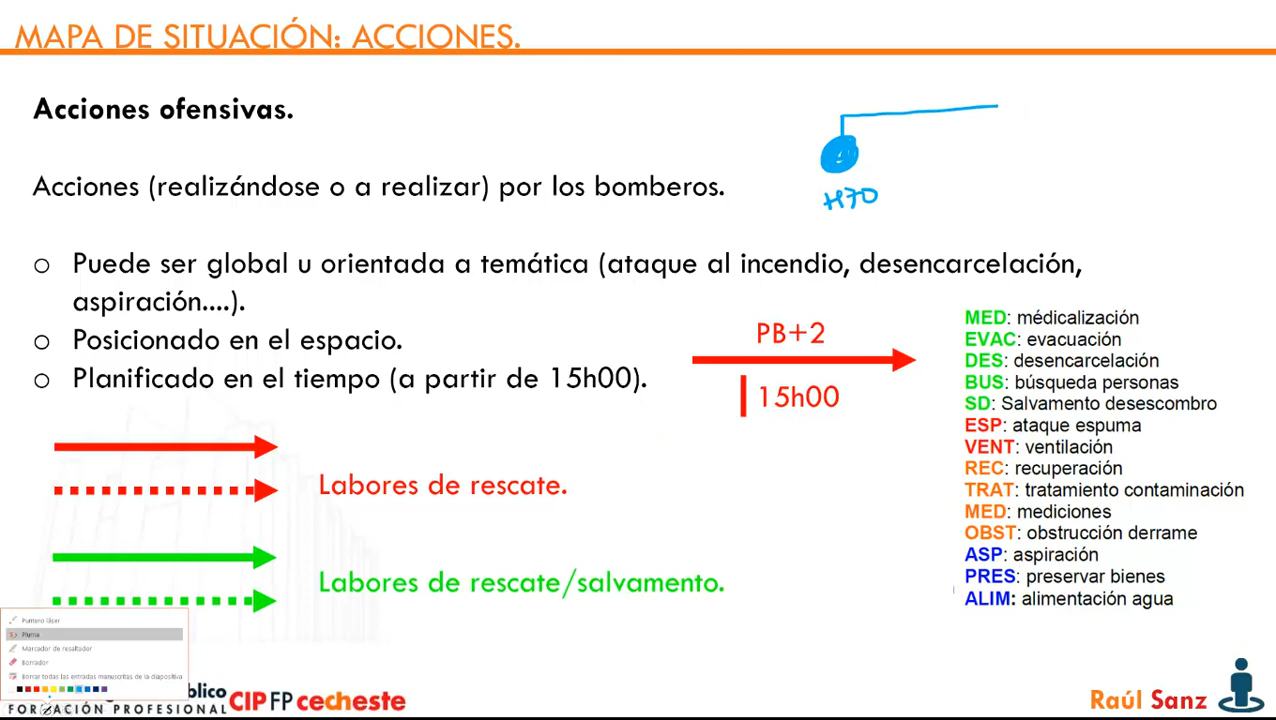 MAPA DE SITUACIÓN: ACCIONES.
Acciones ofensivas.
H70
Acciones (realizándose o a realizar) por los bomberos.
o Puede ser global u orientada a temática (ataque al incendio, desencarcelación,
aspiración....).
o Posicionado en el espacio.
o Planificado en el tiempo (a partir de 15h00).
PB+2
15h00
MED: médicalización
EVAC: evacuación
DES: desencarcelación
BUS: búsqueda personas
SD: Salvamento desescombro
ESP: ataque espuma
VENT: ventilación
REC: recuperación
TRAT: tratamiento contaminación
MED: mediciones
OBST: obstrucción derrame
ASP: aspiración
PRES: preservar bienes
ALIM: alimentación agua
Labores de rescate.
Labores de rescate/salvamento.
Puntero láser
Pluma
Marcador de resaltador
Borrador
Borrar todas las entradas manuscritas de la diapositiva
blico
FORMACIÓN PROFESIONAL
CIPFP cecheste
Raúl Sanz